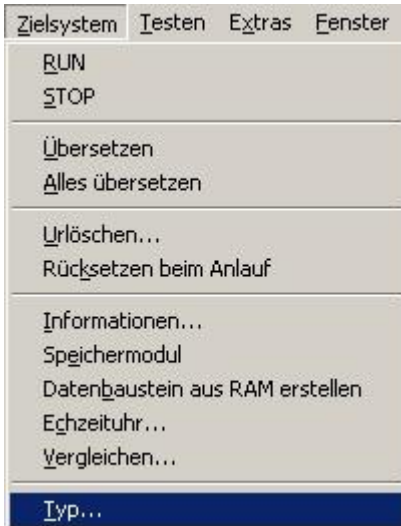 Zielsystem Testen Extras Fenster
RUN
STOP
Übersetzen
Alles übersetzen
Urlöschen...
Rücksetzen beim Anlauf
Informationen...
Speichermodul
Datenbaustein aus RAM erstellen
Echzeituhr...
Vergleichen...
Typ...